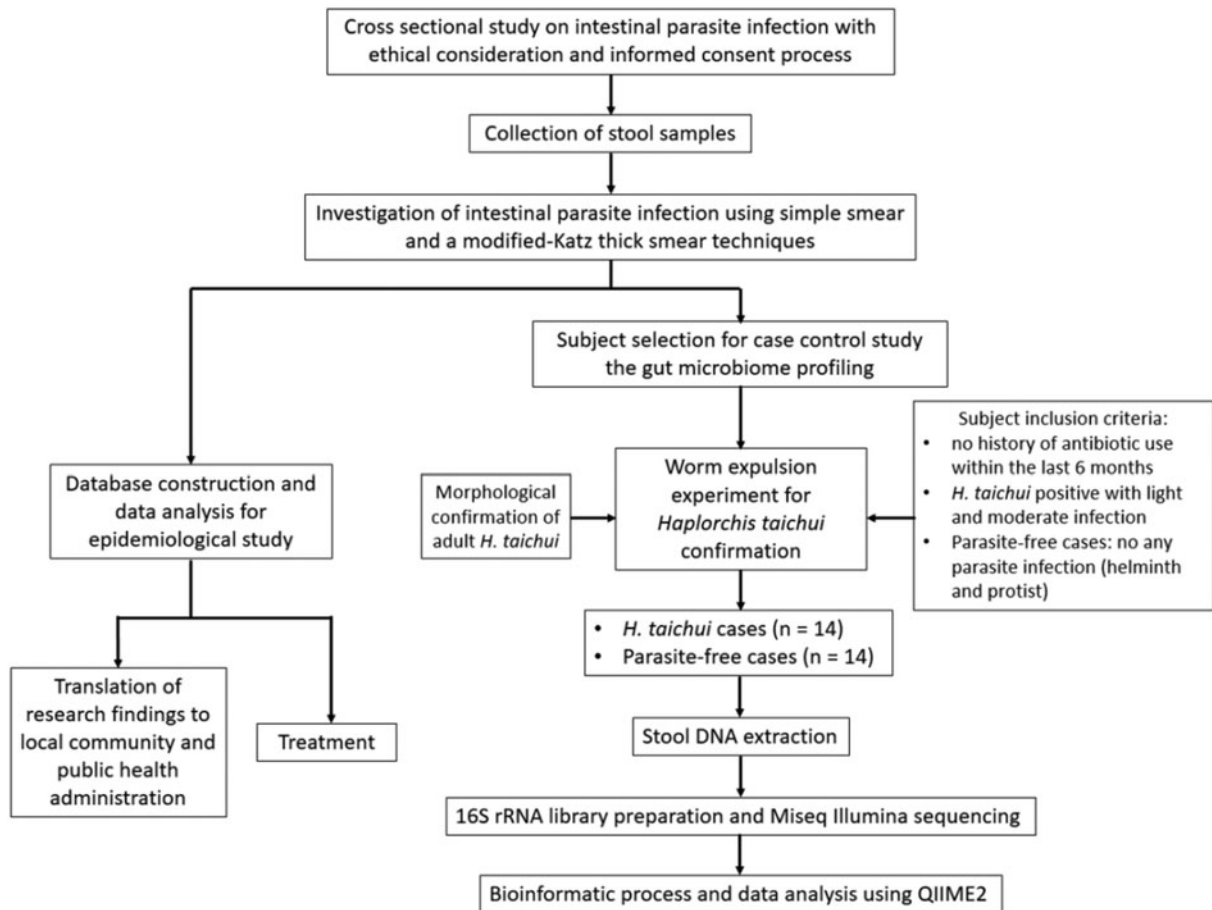 Cross sectional study on intestinal parasite infection with
ethical consideration and informed consent process
Collection of stool samples
Investigation of intestinal parasite infection using simple smear
and a modified-Katz thick smear techniques
Subject selection for case control study
the gut microbiome profiling
Database construction and
data analysis for
epidemiological study
Morphological
confirmation of
adult H. taichui
Worm expulsion
experiment for
Haplorchis taichui
confirmation
Subject inclusion criteria:
• no history of antibiotic use
within the last 6 months
• H. taichui positive with light
and moderate infection
• Parasite-free cases: no any
parasite infection (helminth
and protist)
• H. taichui cases (n = 14)
• Parasite-free cases (n = 14)
Translation of
research findings to
local community and
public health
administration
Treatment
Stool DNA extraction
16S rRNA library preparation and Miseq Illumina sequencing
Bioinformatic process and data analysis using QIIME2